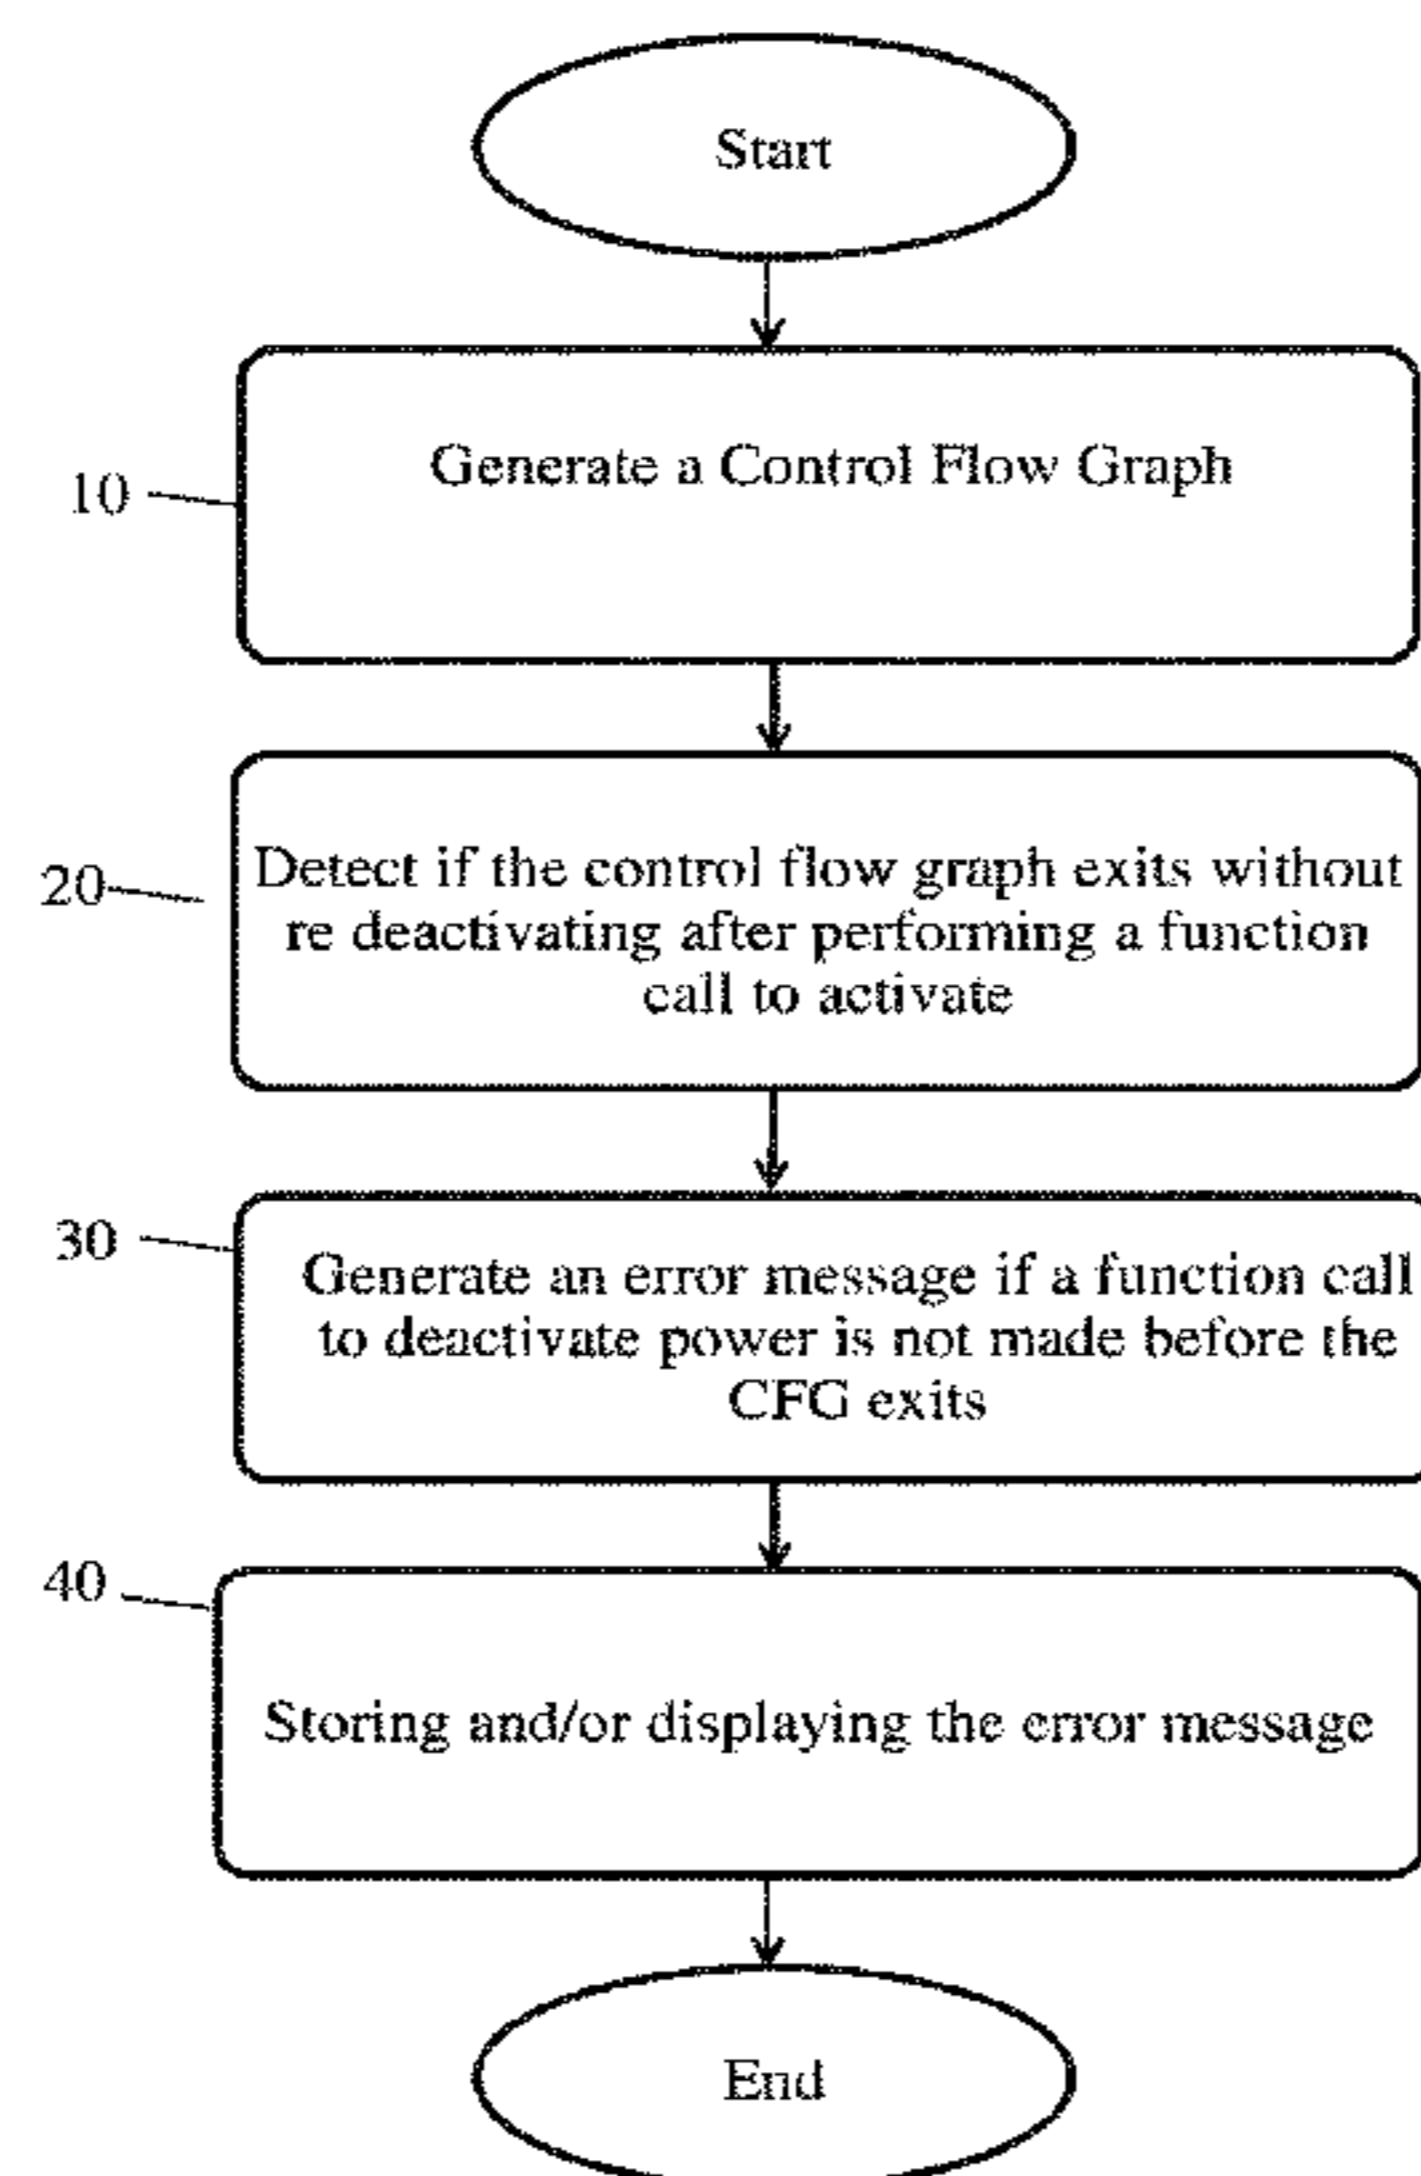 Start
10
Generate a Control Flow Graph
20
Detect if the control flow graph exits without
re deactivating after performing a function
call to activate
30
Generate an error message if a function call
to deactivate power is not made before the
CFG exits
40
Storing and/or displaying the error message
End